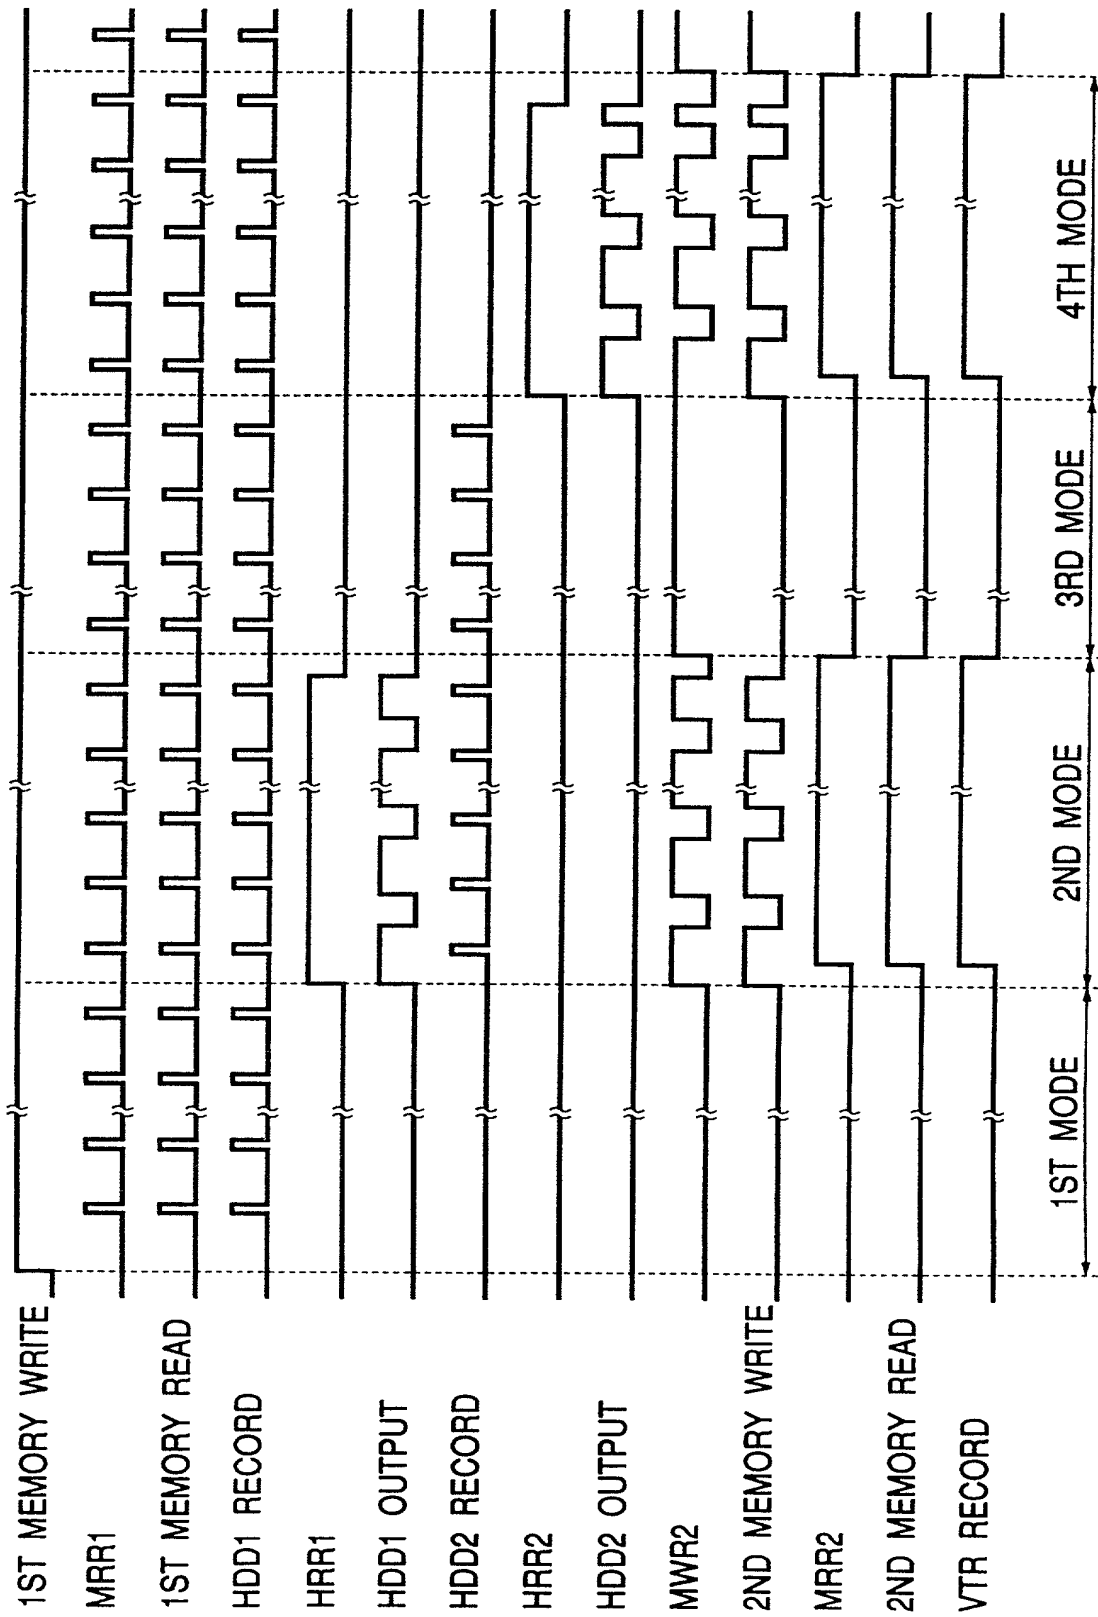 1ST MEMORY WRITE
MRR1
1ST MEMORY READ
HDD1 RECORD
HRR1
HDD1 OUTPUT
HDD2 RECORD
HRR2
HDD2 OUTPUT
MWR2
2ND MEMORY WRITE
MRR2
2ND MEMORY READ
VTR RECORD
1ST MODE
2ND MODE
3RD MODE
4TH MODE